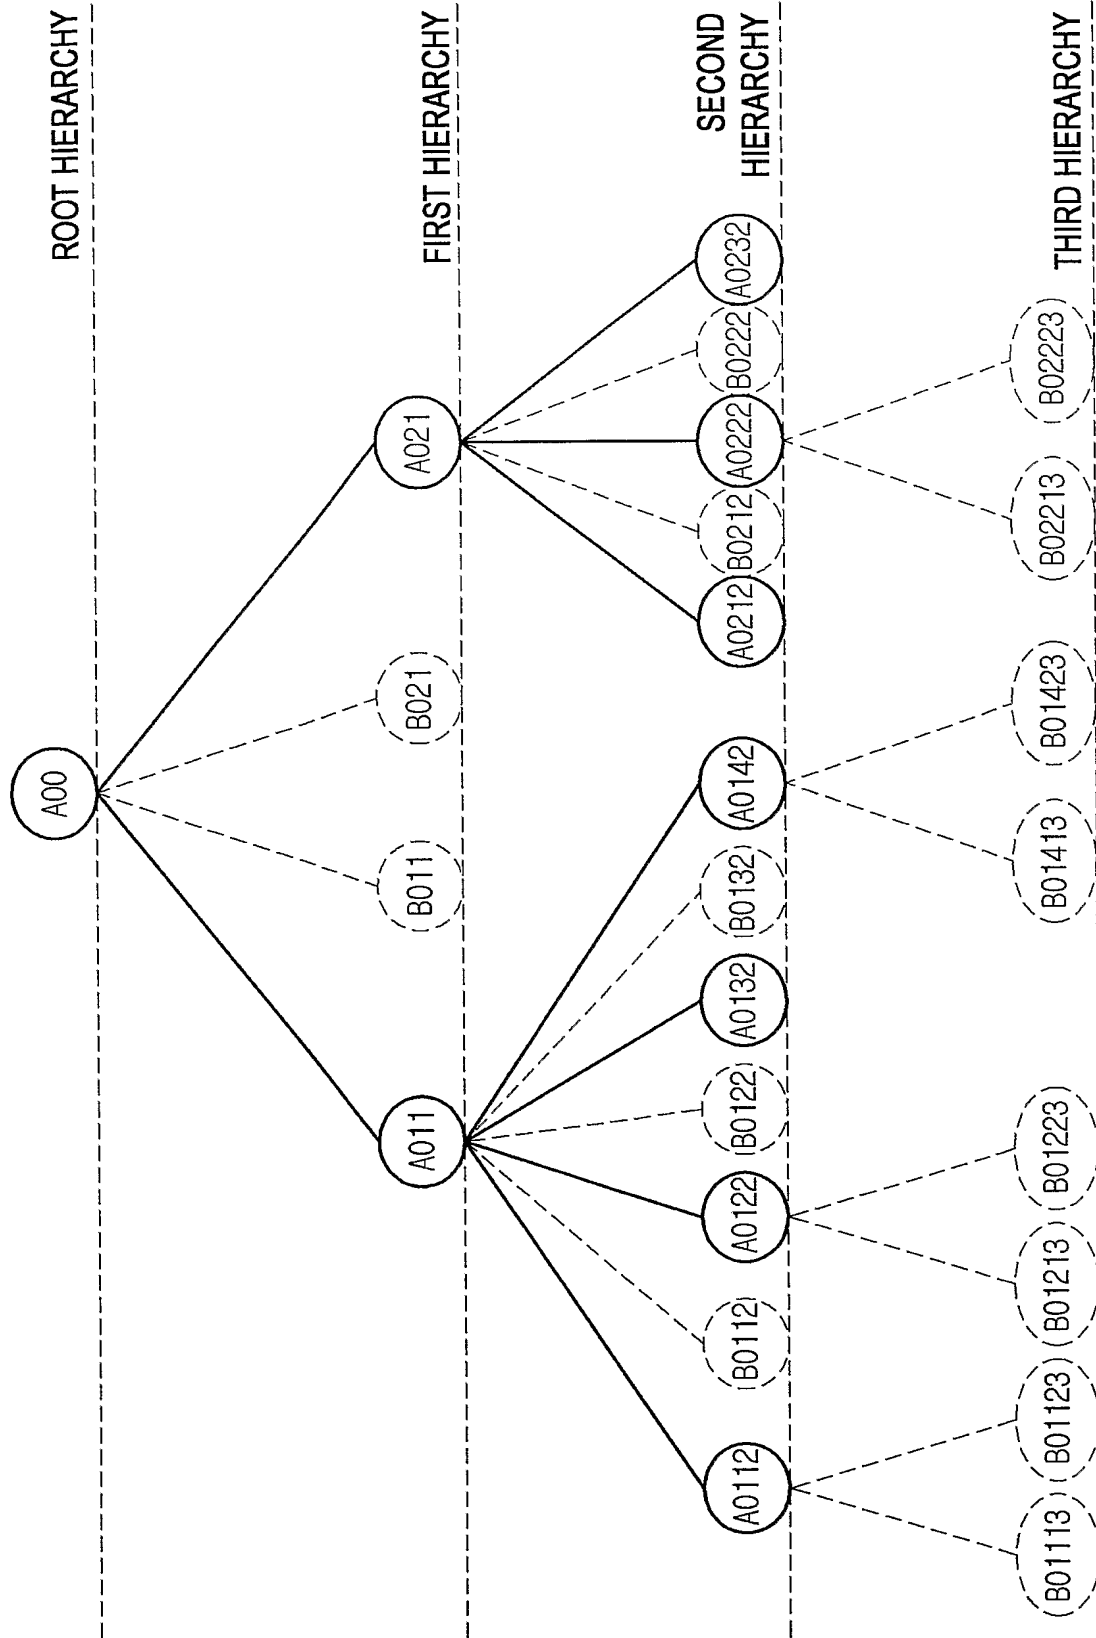 ROOT HIERARCHY
A00
FIRST HIERARCHY
A011
B011
B021
A021
SECOND
HIERARCHY
A0112
B0112
A0122
B0122
A0132
B0132
A0142
A0212
B0212
A0222
B0222
A0232
THIRD HIERARCHY
B01113
B01123
B01213
B01223
B01413
B01423
B02213
B02223